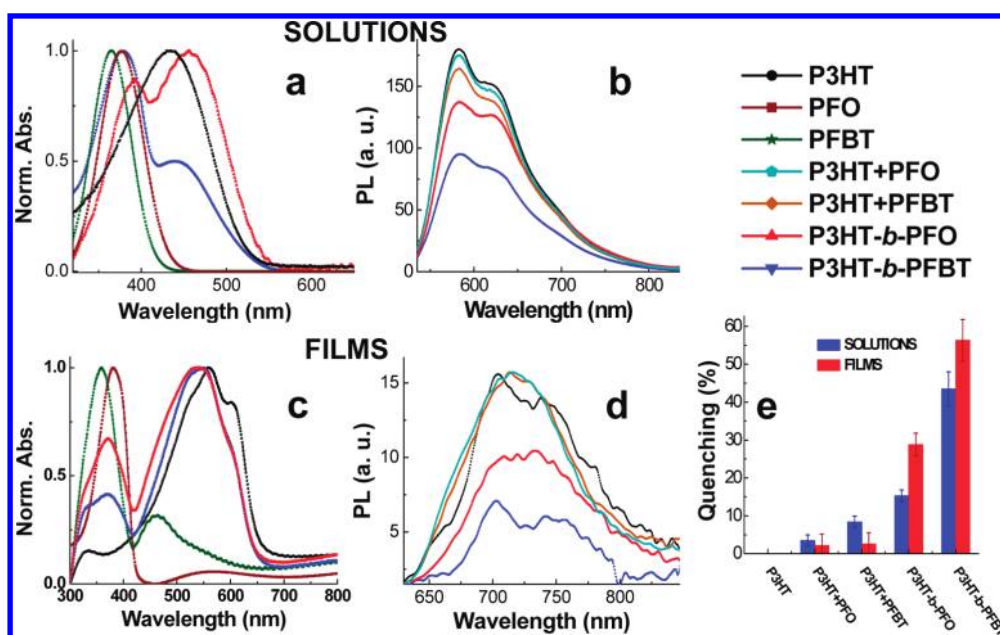 SOLUTIONS
a
Norm. Abs.
1.0
0.5
0.0
400 500 600
Wavelength (nm)
b
PL (a. u.)
150
100
50
0
600 700 800
Wavelength (nm)
P3HT
PFO
PFBT
P3HT+PFO
P3HT+PFBT
P3HT-b-PFO
P3HT-b-PFBT
FILMS
c
Norm. Abs.
1.0
0.5
0.0
300 400 500 600 700 800
Wavelength (nm)
d
PL (a. u.)
15
10
5
650 700 750 800
Wavelength (nm)
e
Quenching (%)
60
50
40
30
20
10
0
SOLUTIONS
FILMS
P3HT
P3HT+PFO
P3HT+PFBT
P3HT-b-PFO
P3HT-b-PFBT